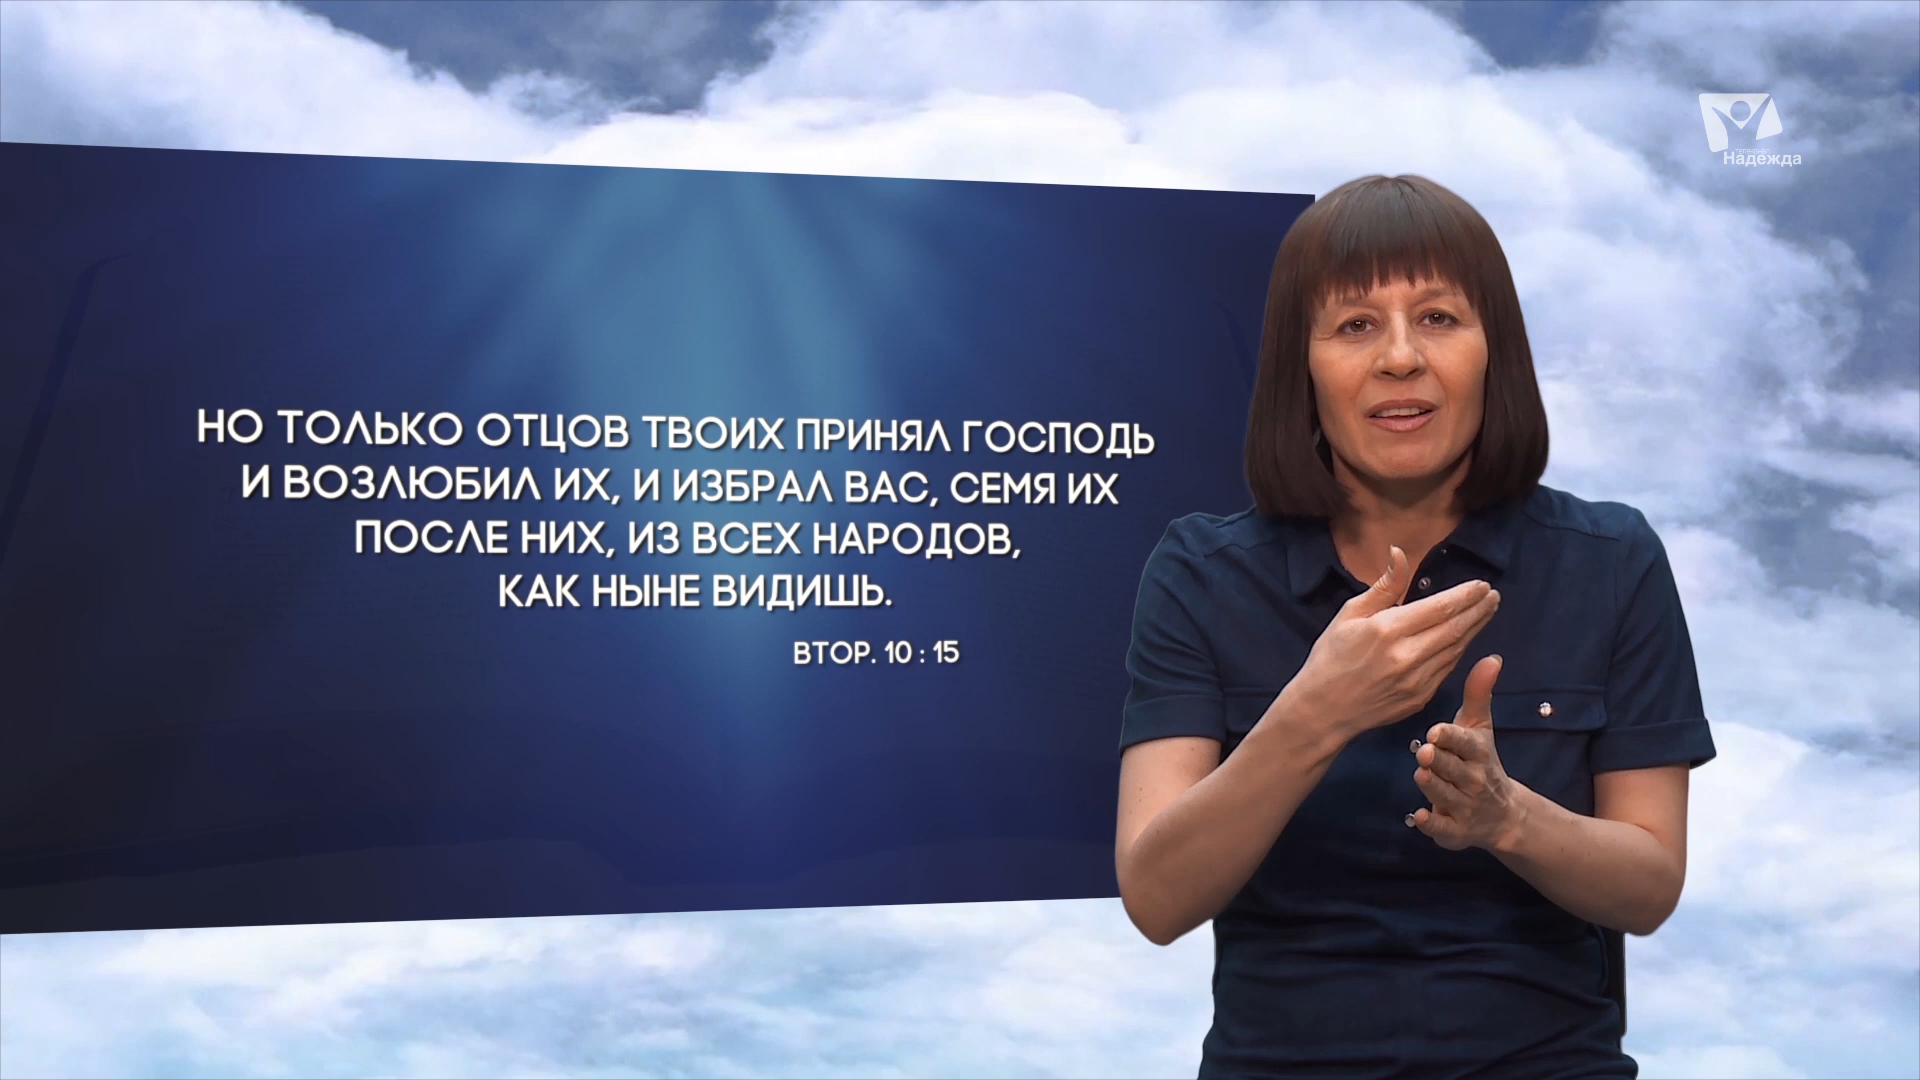 НО ТОЛЬКО ОТЦОВ ТВОИХ ПРИНЯЛ ГОСПОДЬ
И ВОЗЛЮБИЛ ИХ, И ИЗБРАЛ ВАС, СЕМЯ ИХ
ПОСЛЕ НИХ, ИЗ ВСЕХ НАРОДОВ,
КАК НЫНЕ ВИДИШЬ.
ВТОР. 10 : 15
ТЕЛЕКАНАЛ
Надежда